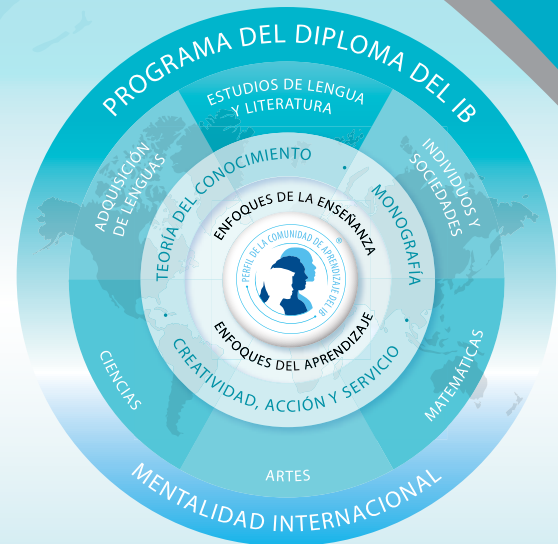 PROGRAMA DEL DIPLOMA DEL IB
ESTUDIOS DE LENGUA
Y LITERATURA
ADQUISICIÓN
DE LENGUAS
INDIVIDUOS Y
SOCIEDADES
TEORÍA DEL CONOCIMIENTO
•
MONOGRAFÍA
•
CREATIVIDAD, ACCIÓN Y SERVICIO
•
ENFOQUES DE LA ENSEÑANZA
• PERFIL DE LA COMUNIDAD DE APRENDIZAJE DEL IB
®
ENFOQUES DEL APRENDIZAJE
CIENCIAS
MATEMÁTICAS
ARTES
MENTALIDAD INTERNACIONAL